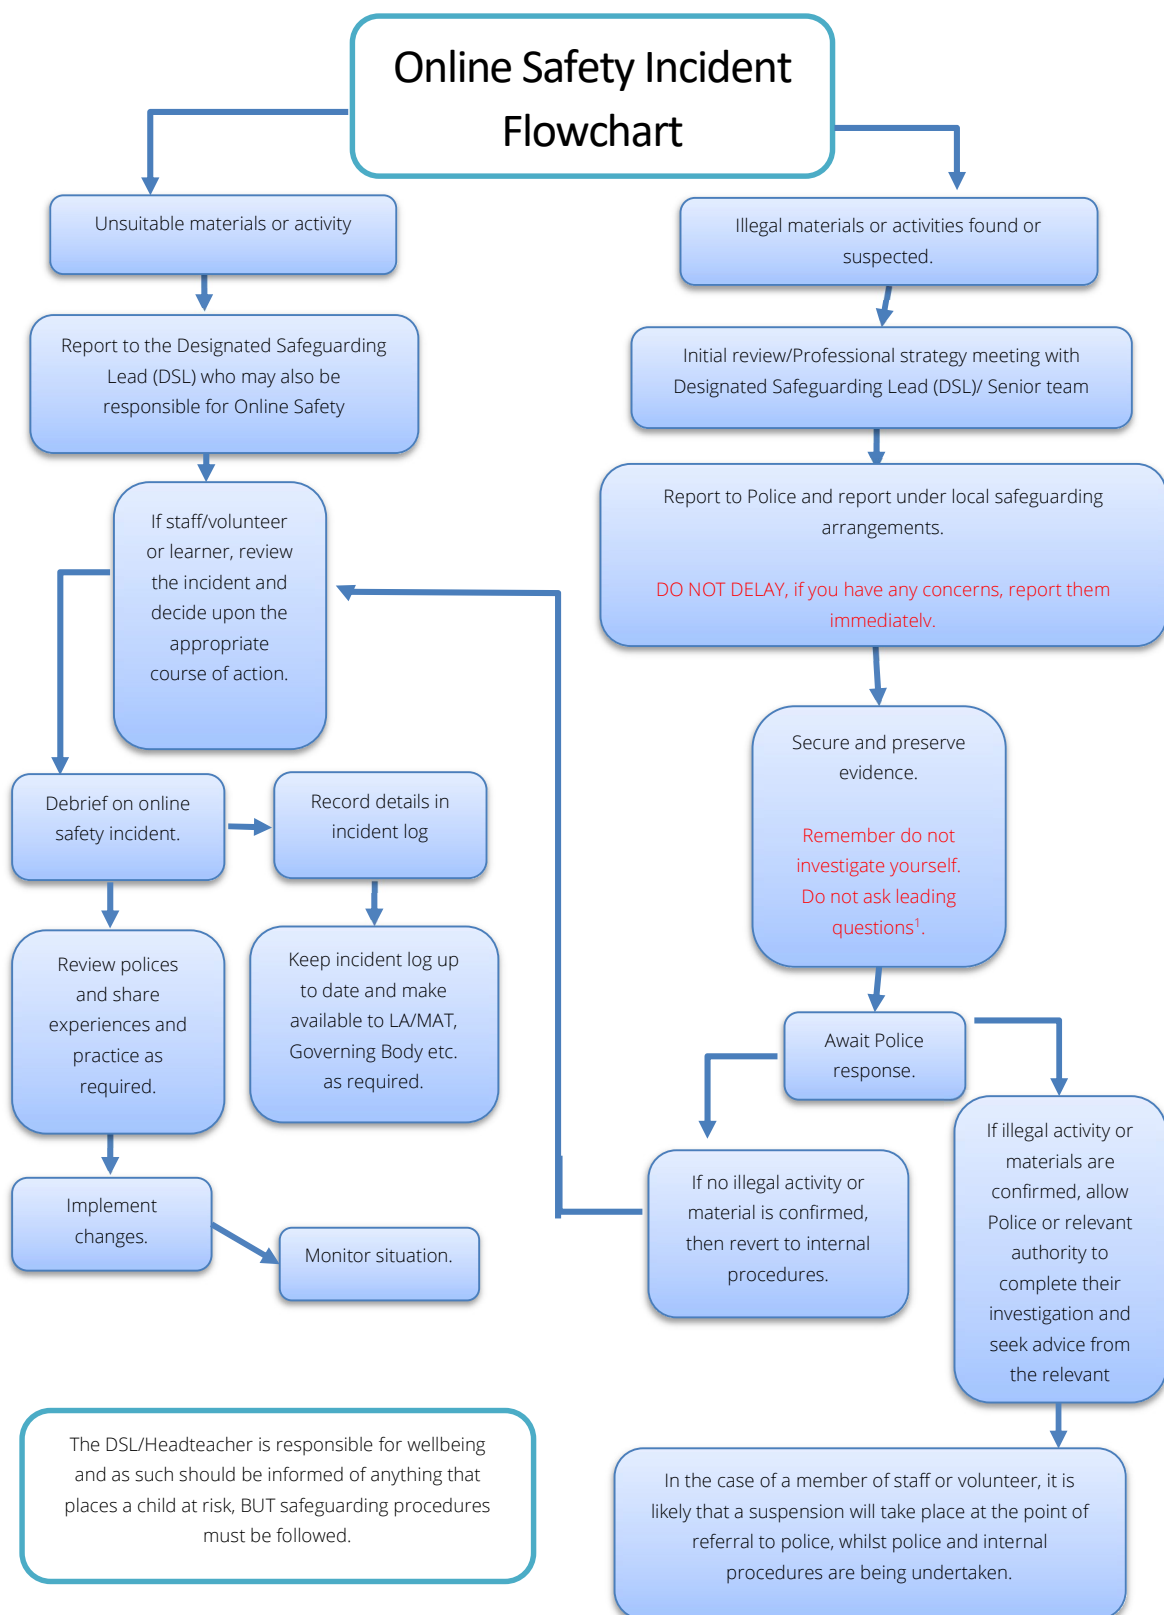 Online Safety Incident
Flowchart
Unsuitable materials or activity
Report to the Designated Safeguarding
Lead (DSL) who may also be
responsible for Online Safety
If staff/volunteer
or learner, review
the incident and
decide upon the
appropriate
course of action.
Debrief on online
safety incident.
Record details in
incident log
Review polices
and share
experiences and
practice as
required.
Keep incident log up
to date and make
available to LA/MAT,
Governing Body etc.
as required.
Implement
changes.
Monitor situation.
Illegal materials or activities found or
suspected.
Initial review/Professional strategy meeting with
Designated Safeguarding Lead (DSL)/ Senior team
Report to Police and report under local safeguarding
arrangements.
DO NOT DELAY, if you have any concerns, report them
immediately.
Secure and preserve
evidence.
Remember do not
investigate yourself.
Do not ask leading
questions¹.
Await Police
response.
If no illegal activity or
material is confirmed,
then revert to internal
procedures.
If illegal activity or
materials are
confirmed, allow
Police or relevant
authority to
complete their
investigation and
seek advice from
the relevant
In the case of a member of staff or volunteer, it is
likely that a suspension will take place at the point of
referral to police, whilst police and internal
procedures are being undertaken.
The DSL/Headteacher is responsible for wellbeing
and as such should be informed of anything that
places a child at risk, BUT safeguarding procedures
must be followed.